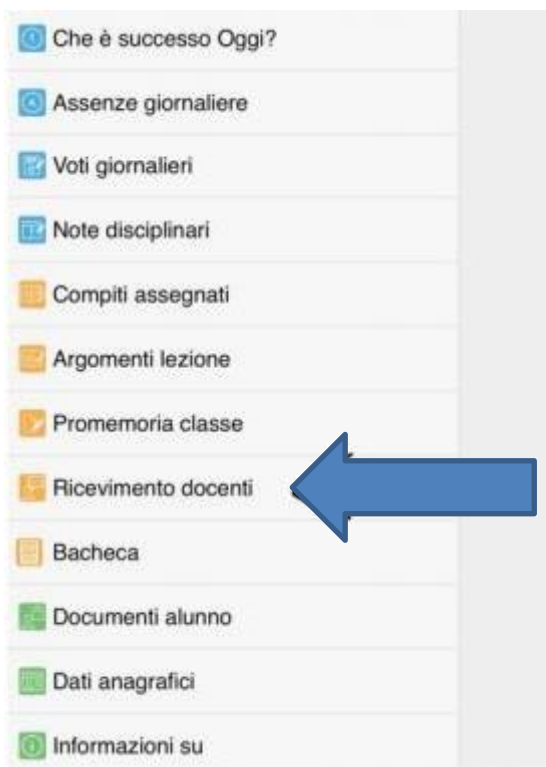 Che è successo Oggi?
Assenze giornaliere
Voti giornalieri
Note disciplinari
Compiti assegnati
Argomenti lezione
Promemoria classe
Ricevimento docenti
Bacheca
Documenti alunno
Dati anagrafici
Informazioni su